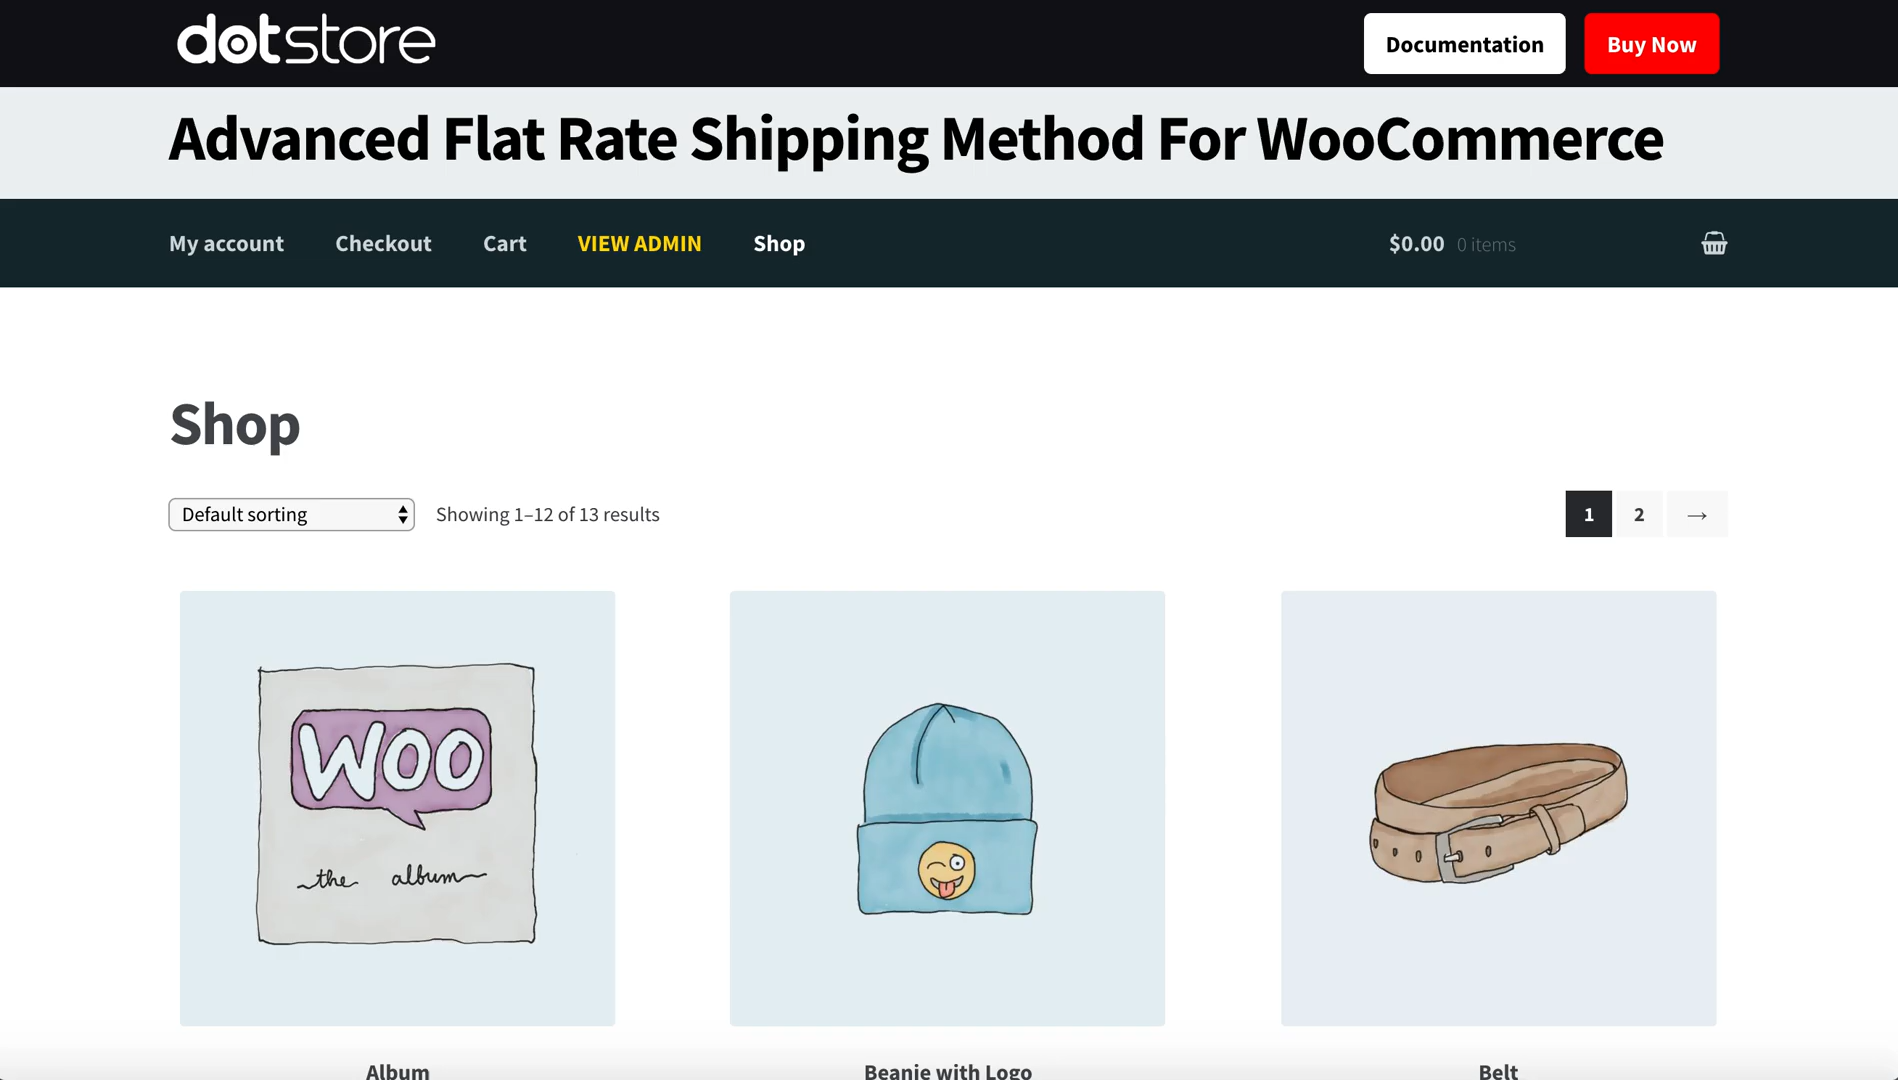 dotstore
Documentation
Buy Now
Advanced Flat Rate Shipping Method For WooCommerce
My account
Checkout
Cart
VIEW ADMIN
Shop
$0.00 0 items
Shop
Default sorting
Showing 1–12 of 13 results
1
2
→
WOO
the album
Album
Beanie with Logo
Belt